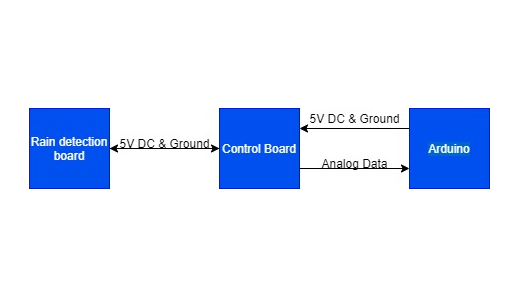 Rain detection
board
5V DC & Ground
Control Board
5V DC & Ground
Analog Data
Arduino